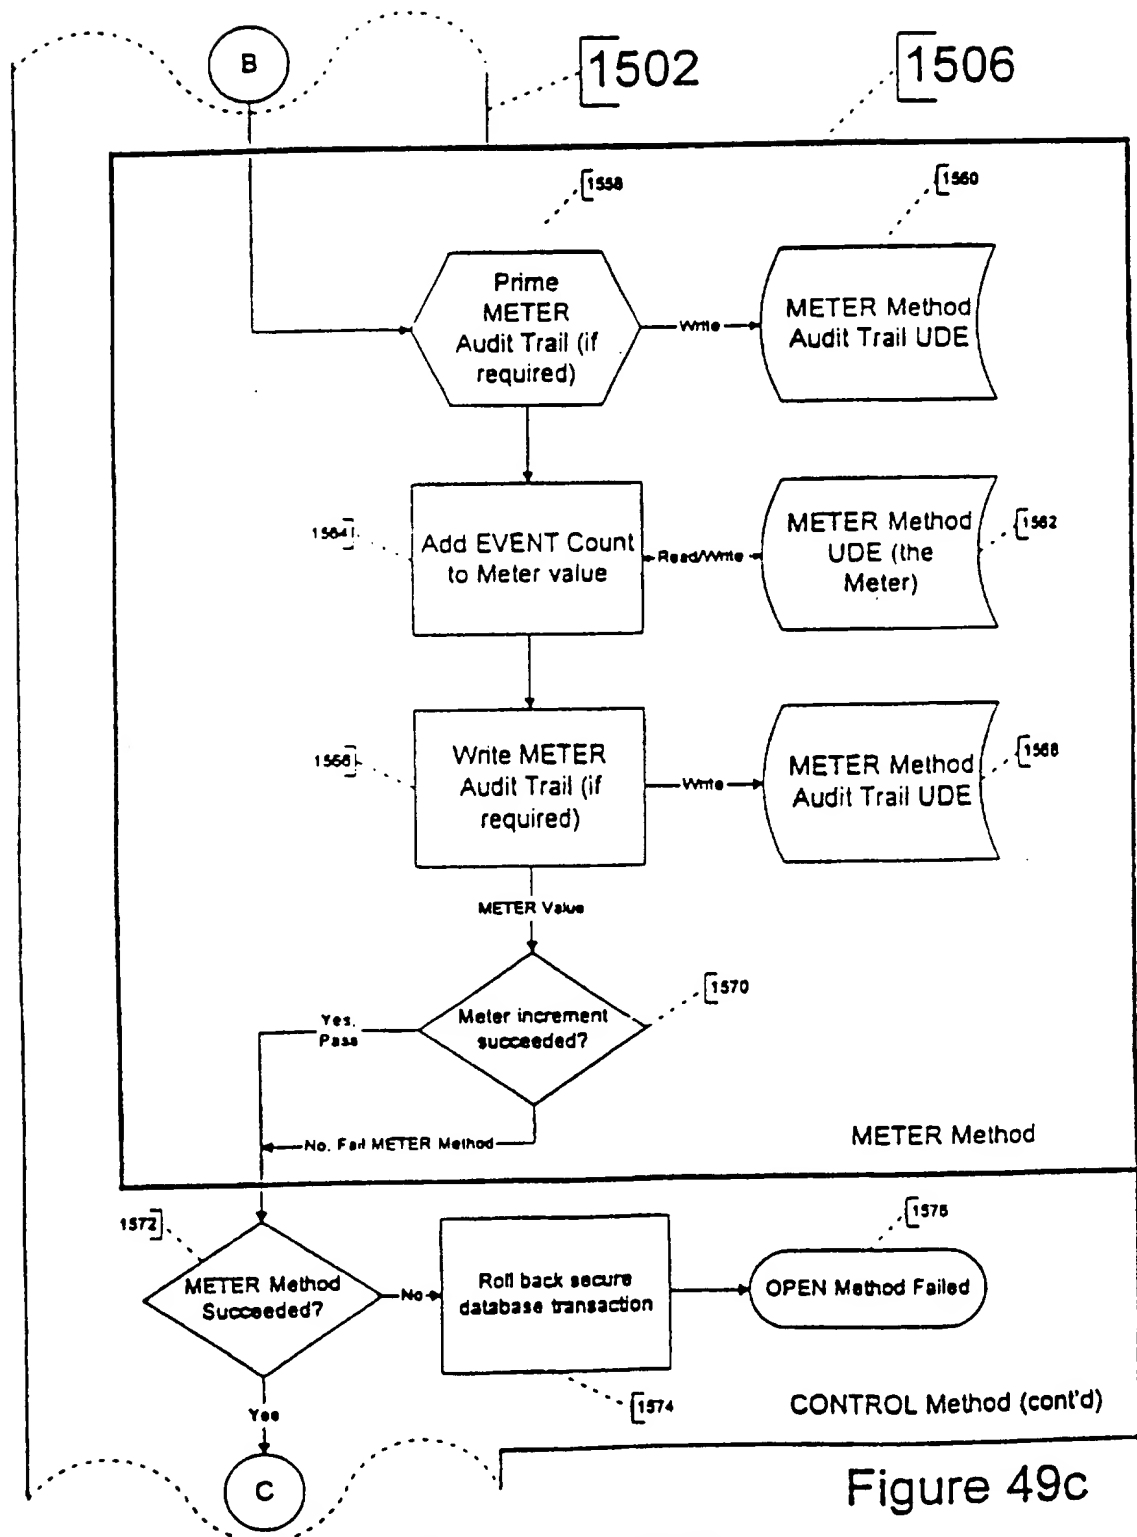 B
1502
1506
1558
1560
Prime
METER
Audit Trail (if
required)
Write
METER Method
Audit Trail UDE
1564
Add EVENT Count
to Meter value
Read/Write
METER Method
UDE (the
Meter)
1562
1566
Write METER
Audit Trail (if
required)
Write
METER Method
Audit Trail UDE
1568
METER Value
1570
Meter increment
succeeded?
Yes,
Pass
No, Fail METER Method
METER Method
1572
METER Method
Succeeded?
No
Roll back secure
database transaction
1576
OPEN Method Failed
1574
Yes
CONTROL Method (cont'd)
C
Figure 49c